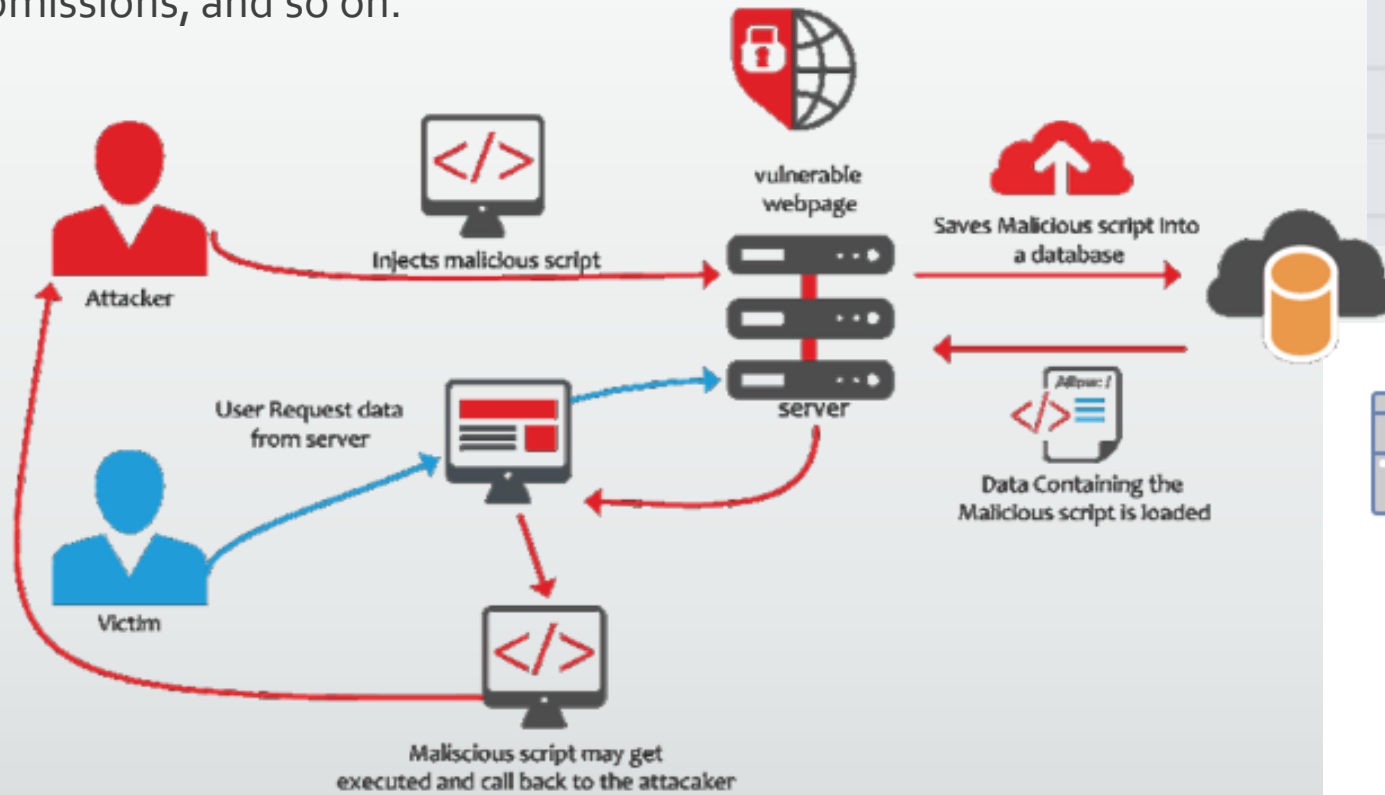 omissions, and so on.
vulnerable
webpage
Injects malicious script
Saves Malicious script into
a database
Attacker
User Request data
from server
server
Data Containing the
Malicious script is loaded
Victim
Maliscious script may get
executed and call back to the attacaker